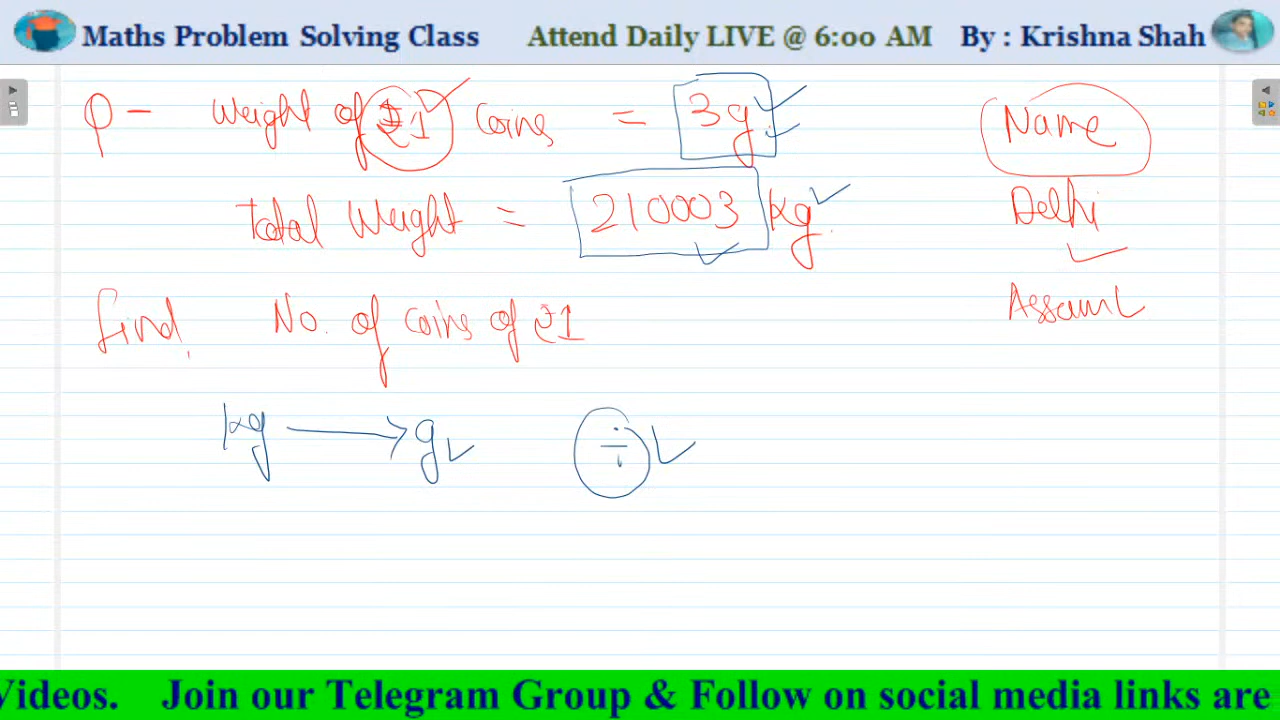 Maths Problem Solving Class Attend Daily LIVE @ 6:00 AM By : Krishna Shah
Q- Weight of ₹1 coins = 3g
Total Weight = 210003 kg
Find No. of coins of ₹1
kg → g ÷
Name
Delhi
Assam
Videos. Join our Telegram Group & Follow on social media links are